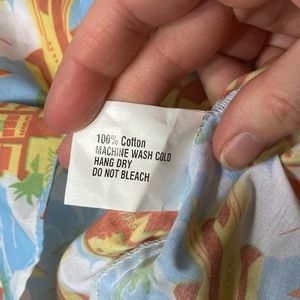 100% Cotton
MACHINE WASH COLD
HANG DRY
DO NOT BLEACH